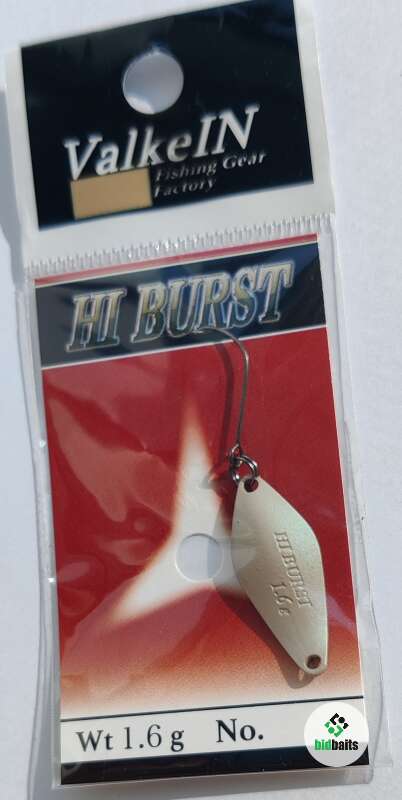 ValkeIN
Fishing Gear
Factory
HI BURST
HI BURST
1.6g
Wt 1.6g No.
bidbaits